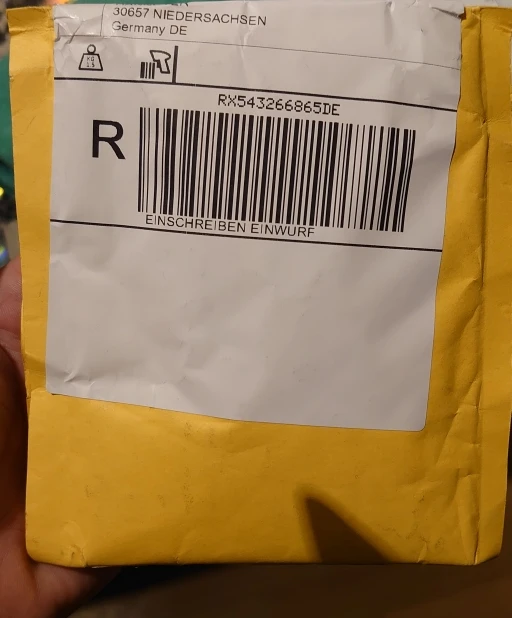 30657 NIEDERSACHSEN
Germany DE
RX543266865DE
R
EINSCHREIBEN EINWURF